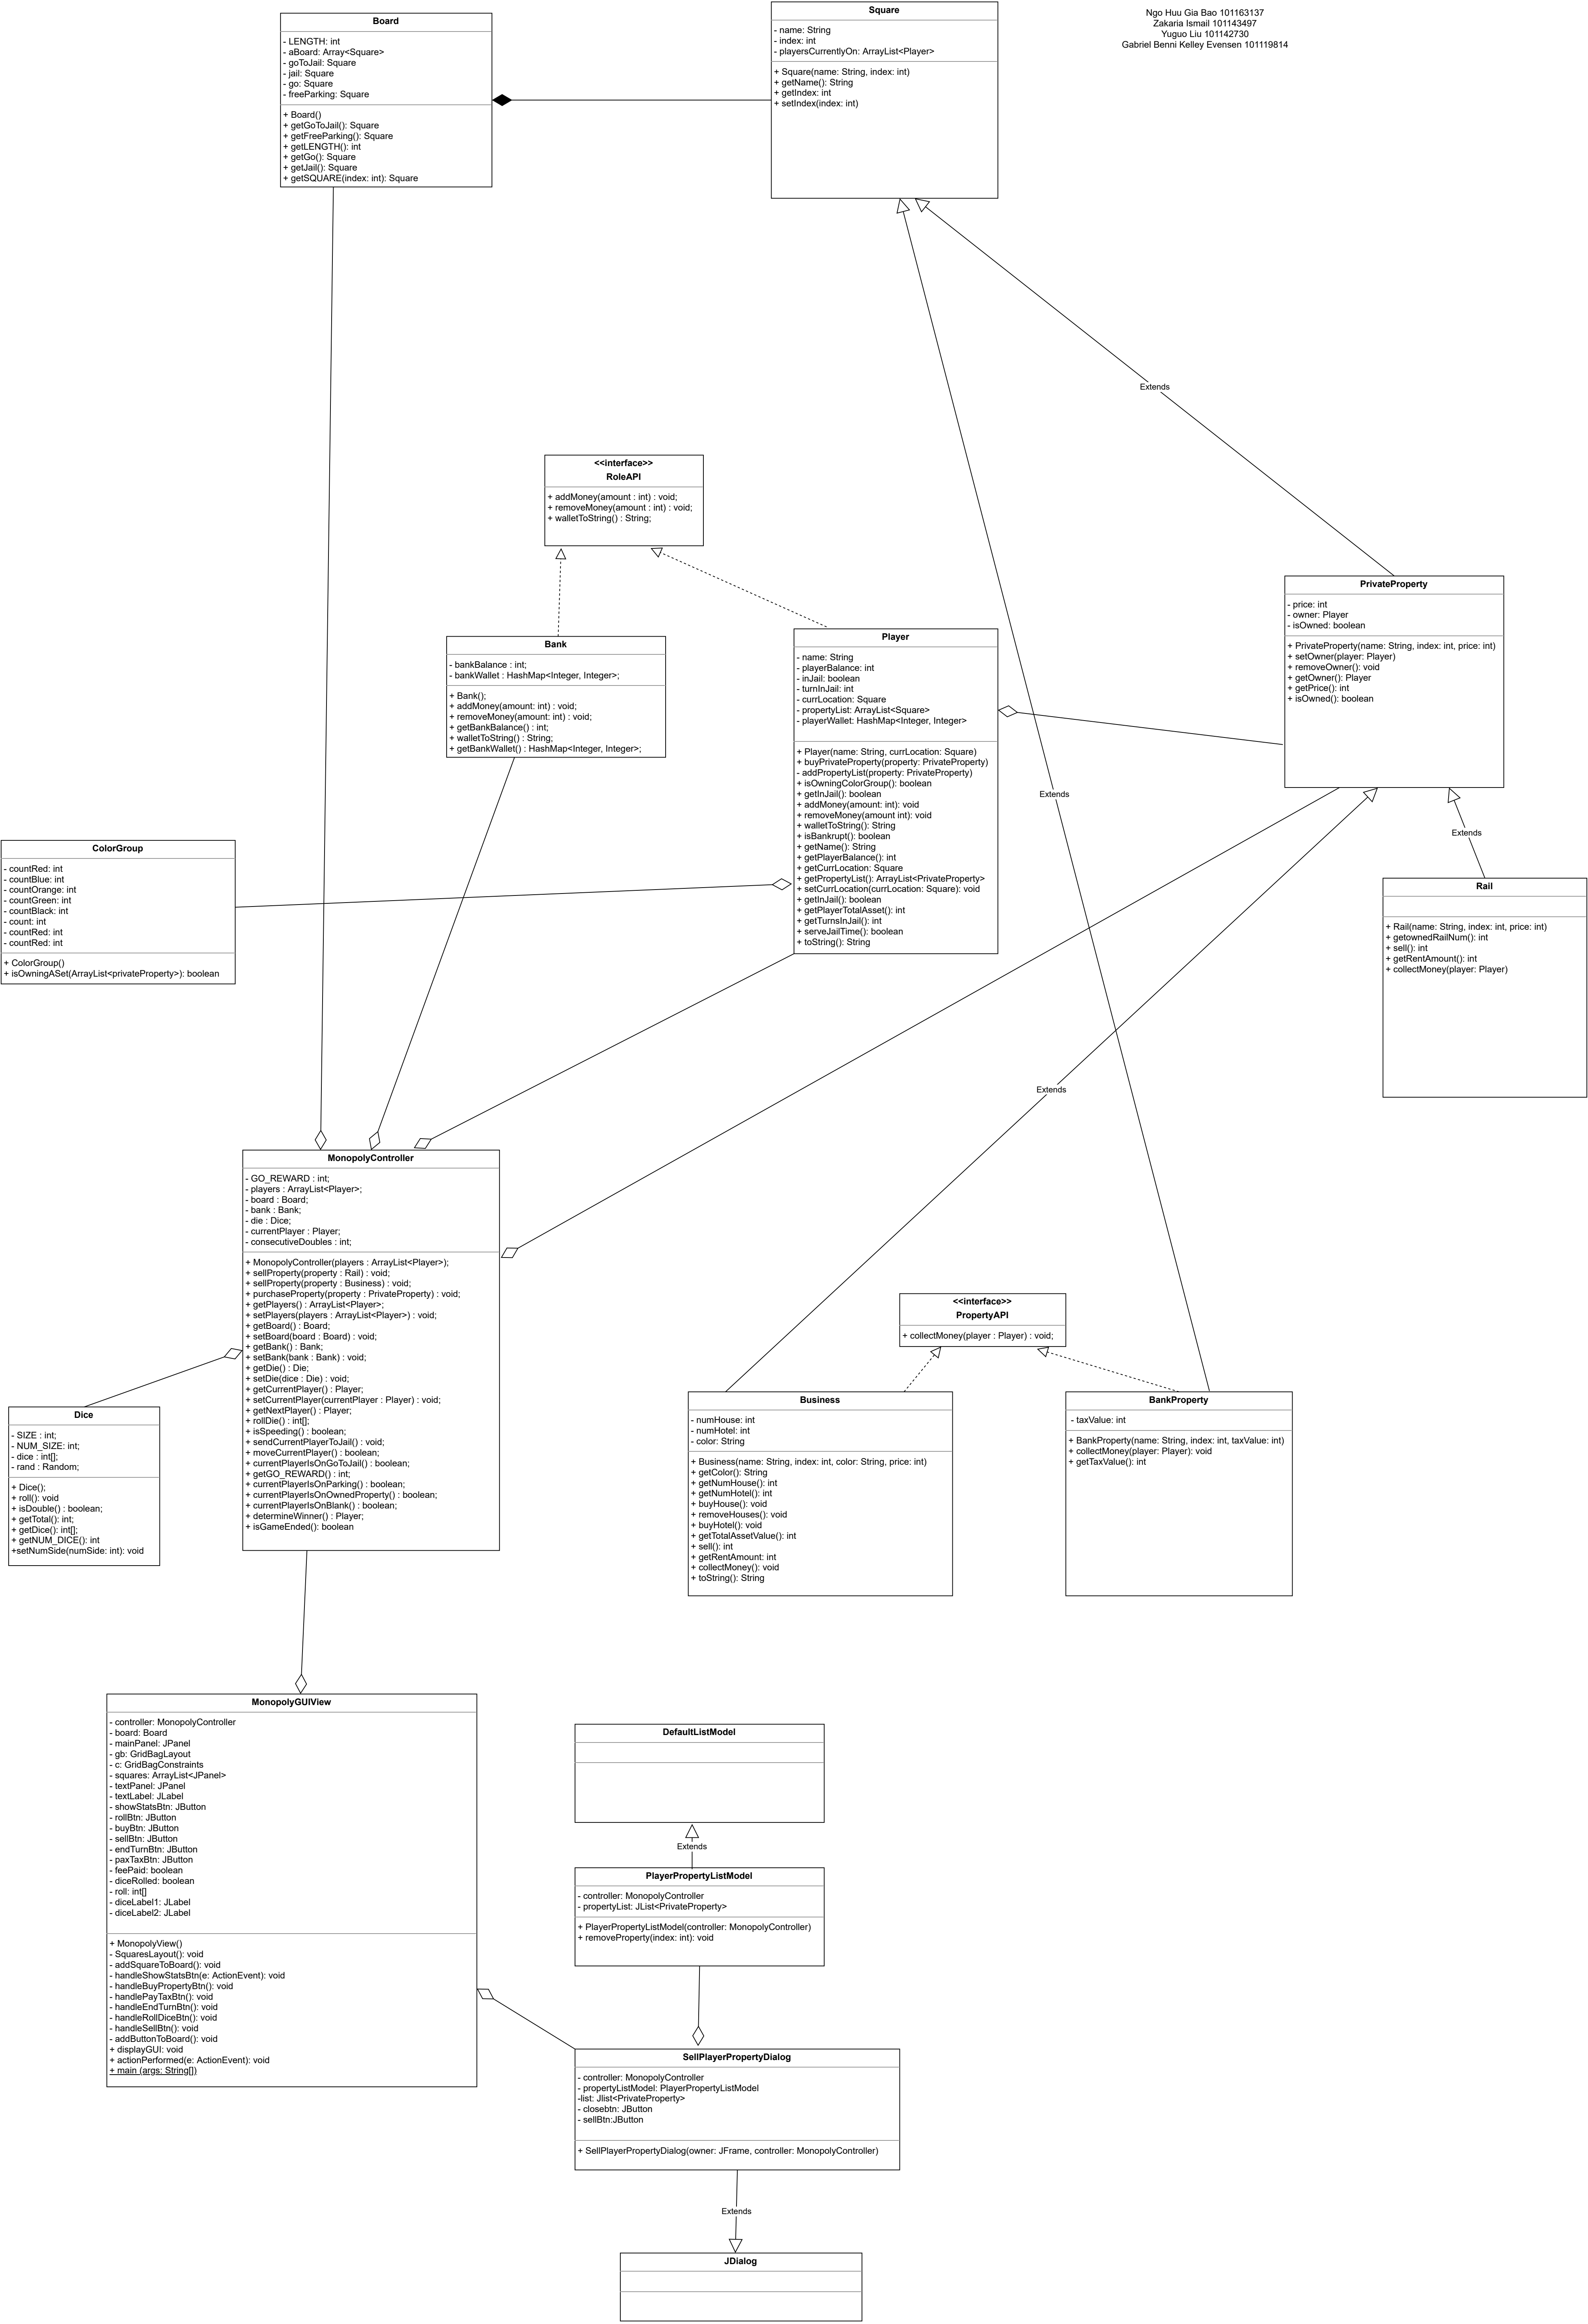 Board
- LENGTH: int
- aBoard: Array<Square>
- goToJail: Square
- jail: Square
- go: Square
- freeParking: Square
+ Board()
+ getGoToJail(): Square
+ getFreeParking(): Square
+ getLENGTH(): int
+ getGo(): Square
+ getJail(): Square
+ getSQUARE(index: int): Square
Square
- name: String
- index: int
- playersCurrentlyOn: ArrayList<Player>
+ Square(name: String, index: int)
+ getName(): String
+ getIndex: int
+ setIndex(index: int)
Ngo Huu Gia Bao 101163137
Zakaria Ismail 101143497
Yuguo Liu 101142730
Gabriel Benni Kelley Evensen 101119814
Extends
<<interface>>
RoleAPI
+ addMoney(amount : int) : void;
+ removeMoney(amount : int) : void;
+ walletToString() : String;
PrivateProperty
- price: int
- owner: Player
- isOwned: boolean
+ PrivateProperty(name: String, index: int, price: int)
+ setOwner(player: Player)
+ removeOwner(): void
+ getOwner(): Player
+ getPrice(): int
+ isOwned(): boolean
Bank
- bankBalance : int;
- bankWallet : HashMap<Integer, Integer>;
+ Bank();
+ addMoney(amount: int) : void;
+ removeMoney(amount: int) : void;
+ getBankBalance() : int;
+ walletToString() : String;
+ getBankWallet() : HashMap<Integer, Integer>;
Player
- name: String
- playerBalance: int
- inJail: boolean
- turnInJail: int
- currLocation: Square
- propertyList: ArrayList<Square>
- playerWallet: HashMap<Integer, Integer>
+ Player(name: String, currLocation: Square)
+ buyPrivateProperty(property: PrivateProperty)
- addPropertyList(property: PrivateProperty)
+ isOwningColorGroup(): boolean
+ getInJail(): boolean
+ addMoney(amount: int): void
+ removeMoney(amount int): void
+ walletToString(): String
+ isBankrupt(): boolean
+ getName(): String
+ getPlayerBalance(): int
+ getCurrLocation: Square
+ getPropertyList(): ArrayList<PrivateProperty>
+ setCurrLocation(currLocation: Square): void
+ getInJail(): boolean
+ getPlayerTotalAsset(): int
+ getTurnsInJail(): int
+ serveJailTime(): boolean
+ toString(): String
Extends
Extends
ColorGroup
- countRed: int
- countBlue: int
- countOrange: int
- countGreen: int
- countBlack: int
- count: int
- countRed: int
- countRed: int
+ ColorGroup()
+ isOwningASet(ArrayList<privateProperty>): boolean
Rail
+ Rail(name: String, index: int, price: int)
+ getownedRailNum(): int
+ sell(): int
+ getRentAmount(): int
+ collectMoney(player: Player)
Extends
MonopolyController
- GO_REWARD : int;
- players : ArrayList<Player>;
- board : Board;
- bank : Bank;
- die : Dice;
- currentPlayer : Player;
- consecutiveDoubles : int;
+ MonopolyController(players : ArrayList<Player>);
+ sellProperty(property : Rail) : void;
+ sellProperty(property : Business) : void;
+ purchaseProperty(property : PrivateProperty) : void;
+ getPlayers() : ArrayList<Player>;
+ setPlayers(players : ArrayList<Player>) : void;
+ getBoard() : Board;
+ setBoard(board : Board) : void;
+ getBank() : Bank;
+ setBank(bank : Bank) : void;
+ getDie() : Die;
+ setDie(dice : Die) : void;
+ getCurrentPlayer() : Player;
+ setCurrentPlayer(currentPlayer : Player) : void;
+ getNextPlayer() : Player;
+ rollDie() : int[];
+ isSpeeding() : boolean;
+ sendCurrentPlayerToJail() : void;
+ moveCurrentPlayer() : boolean;
+ currentPlayerIsOnGoToJail() : boolean;
+ getGO_REWARD() : int;
+ currentPlayerIsOnParking() : boolean;
+ currentPlayerIsOnOwnedProperty() : boolean;
+ currentPlayerIsOnBlank() : boolean;
+ determineWinner() : Player;
+ isGameEnded(): boolean
<<interface>>
PropertyAPI
+ collectMoney(player : Player) : void;
Dice
- SIZE : int;
- NUM_SIZE: int;
- dice : int[];
- rand : Random;
+ Dice();
+ roll(): void
+ isDouble() : boolean;
+ getTotal(): int;
+ getDice(): int[];
+ getNUM_DICE(): int
+setNumSide(numSide: int): void
Business
- numHouse: int
- numHotel: int
- color: String
+ Business(name: String, index: int, color: String, price: int)
+ getColor(): String
+ getNumHouse(): int
+ getNumHotel(): int
+ buyHouse(): void
+ removeHouses(): void
+ buyHotel(): void
+ getTotalAssetValue(): int
+ sell(): int
+ getRentAmount: int
+ collectMoney(): void
+ toString(): String
BankProperty
- taxValue: int
+ BankProperty(name: String, index: int, taxValue: int)
+ collectMoney(player: Player): void
+ getTaxValue(): int
MonopolyGUIView
- controller: MonopolyController
- board: Board
- mainPanel: JPanel
- gb: GridBagLayout
- c: GridBagConstraints
- squares: ArrayList<JPanel>
- textPanel: JPanel
- textLabel: JLabel
- showStatsBtn: JButton
- rollBtn: JButton
- buyBtn: JButton
- sellBtn: JButton
- endTurnBtn: JButton
- paxTaxBtn: JButton
- feePaid: boolean
- diceRolled: boolean
- roll: int[]
- diceLabel1: JLabel
- diceLabel2: JLabel
+ MonopolyView()
- SquaresLayout(): void
- addSquareToBoard(): void
- handleShowStatsBtn(e: ActionEvent): void
- handleBuyPropertyBtn(): void
- handlePayTaxBtn(): void
- handleEndTurnBtn(): void
- handleRollDiceBtn(): void
- handleSellBtn(): void
- addButtonToBoard(): void
+ displayGUI: void
+ actionPerformed(e: ActionEvent): void
+ main (args: String[])
DefaultListModel
Extends
PlayerPropertyListModel
- controller: MonopolyController
- propertyList: JList<PrivateProperty>
+ PlayerPropertyListModel(controller: MonopolyController)
+ removeProperty(index: int): void
SellPlayerPropertyDialog
- controller: MonopolyController
- propertyListModel: PlayerPropertyListModel
-list: Jlist<PrivateProperty>
- closebtn: JButton
- sellBtn:JButton
+ SellPlayerPropertyDialog(owner: JFrame, controller: MonopolyController)
Extends
JDialog